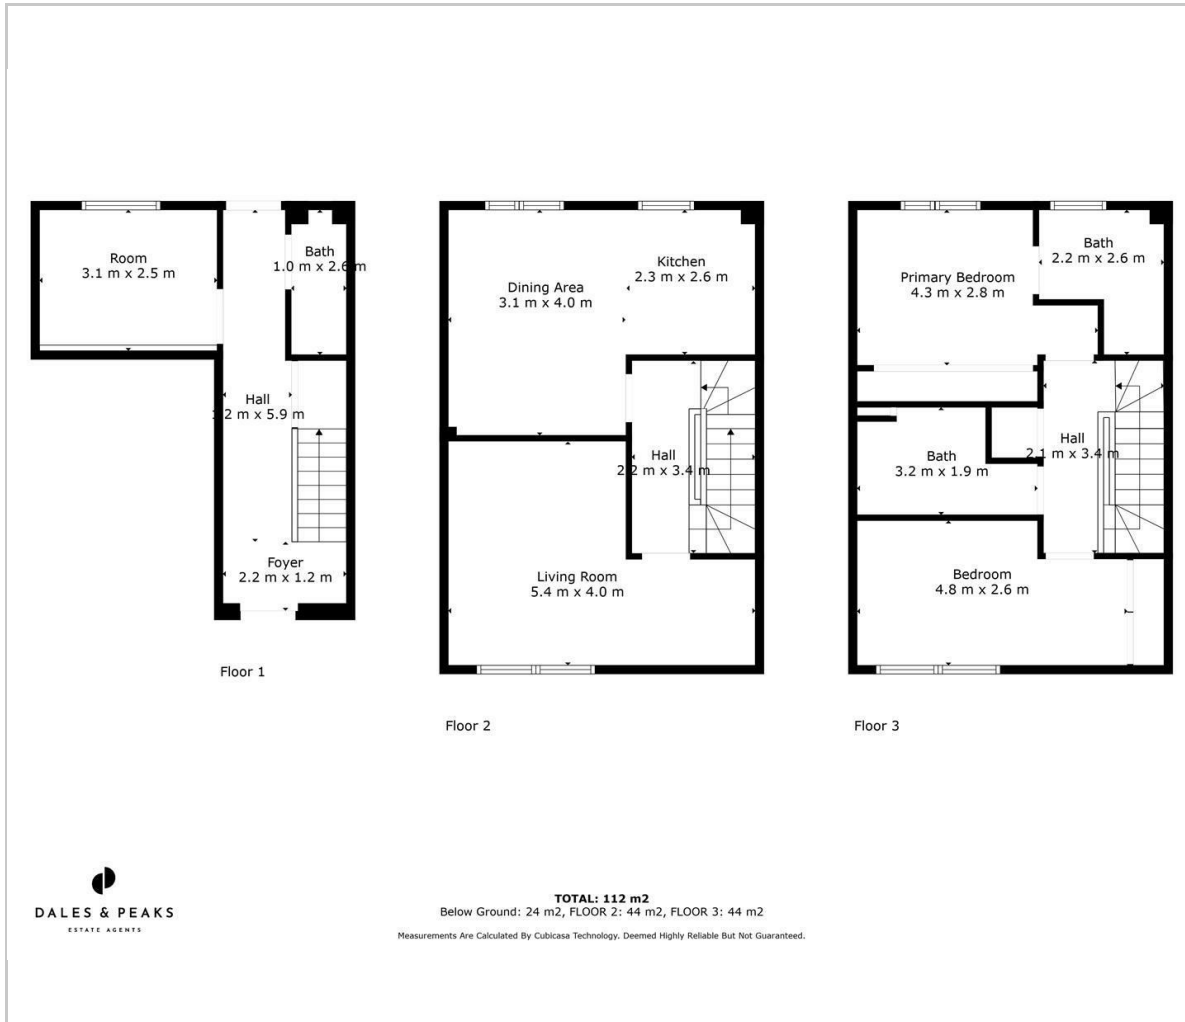 Room
3.1 m x 2.5 m
Bath
1.0 m x 2.6 m
Hall
1.2 m x 5.9 m
Foyer
2.2 m x 1.2 m
Floor 1
Dining Area
3.1 m x 4.0 m
Kitchen
2.3 m x 2.6 m
Hall
2.2 m x 3.4 m
Living Room
5.4 m x 4.0 m
Floor 2
Primary Bedroom
4.3 m x 2.8 m
Bath
2.2 m x 2.6 m
Hall
2.1 m x 3.4 m
Bath
3.2 m x 1.9 m
Bedroom
4.8 m x 2.6 m
Floor 3
DALES & PEAKS
ESTATE AGENTS
TOTAL: 112 m2
Below Ground: 24 m2, FLOOR 2: 44 m2, FLOOR 3: 44 m2
Measurements Are Calculated By Cubicasa Technology. Deemed Highly Reliable But Not Guaranteed.